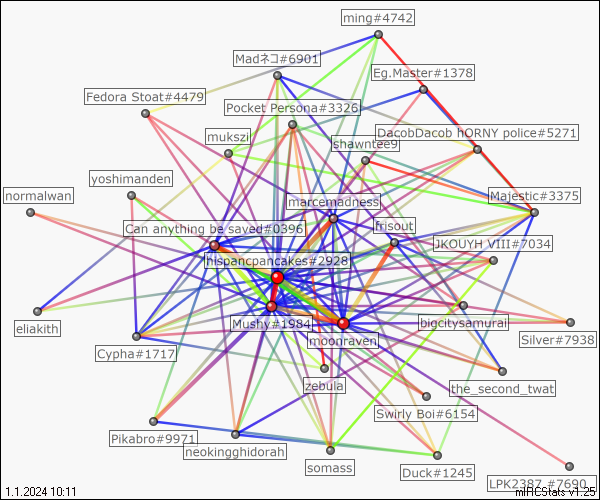 ming#4742
Madネコ#6901
Eg.Master#1378
Fedora Stoat#4479
Pocket Persona#3326
DacobDacob hORNY police#5271
mukszi
shawntee9
yoshimanden
normalwan
marcemadness
Majestic#3375
Can anything be saved#0396
frisout
JKOUYH VIII#7034
hispancpancakes#2928
eliakith
Mushy#1984
bigcitysamurai
moonraven
Silver#7938
Cypha#1717
zebula
the_second_twat
Swirly Boi#6154
Pikabro#9971
neokingghidorah
somass
Duck#1245
LPK2387 #7690
1.1.2024 10:11
mIRCStats v1.25